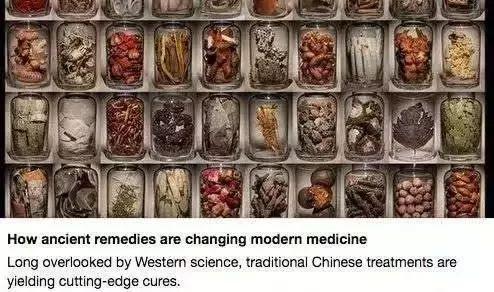 How ancient remedies are changing modern medicine
Long overlooked by Western science, traditional Chinese treatments are
yielding cutting-edge cures.